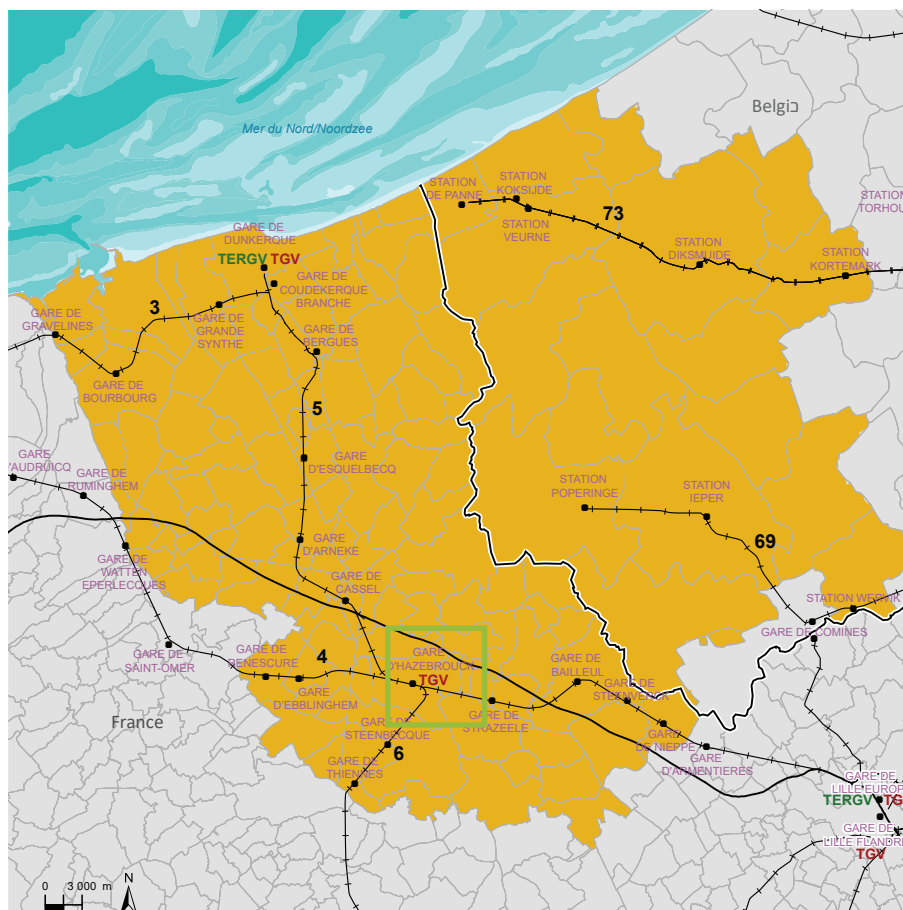 Belgiכ
Mer du Nord/Noordzee
STATION
DE PANNE
STATION
KOKSIJDE
73
STATION
VEURNE
STATION
TORHOU
GARE DE
DUNKERQUE
TERGV TGV
STATION
DIKSMUIDE
STATION
KORTEMARK
GARE DE
COUDEKERQUE
BRANCHE
3
GARE DE
GRAVELINES
GARE DE
GRANDE
SYNTHE
GARE DE
BERGUES
GARE DE
BOURBOURG
5
GARE
D'ESQUELBECQ
GARE
'AUDRUICQ
GARE DE
RUMINGHEM
STATION
POPERINGE
STATION
IEPER
69
GARE
D'ARNEKE
GARE DE
WATTEN
EPERLECQUES
GARE DE
CASSEL
STATION WERVIK
GARE DE COMINES
GARE DE
SAINT-OMER
GARE DE
RENESCURE
4
GARE
D'HAZEBROUCK
TGV
GARE DE
BAILLEUL
GARE
D'EBBLINGHEM
GARE DE
STEENWERCK
GARE DE
STRAZEELE
France
GARE DE
STEENBECQUE
6
GARE
DE NIEPPE
GARE
D'ARMENTIERES
GARE DE
THIENNES
GARE DE
LILLE EUROP
TERGV TG
GARE DE
LILLE FLANDRE
TGV
0 3 000 m
N